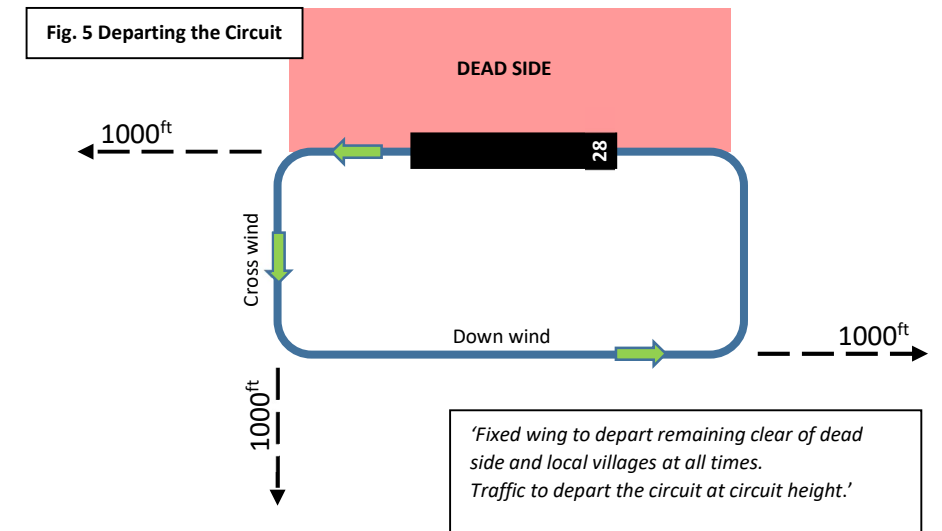 Fig. 5 Departing the Circuit
DEAD SIDE
1000ft
28
Cross wind
Down wind
1000ft
1000ft
‘Fixed wing to depart remaining clear of dead
side and local villages at all times.
Traffic to depart the circuit at circuit height.’